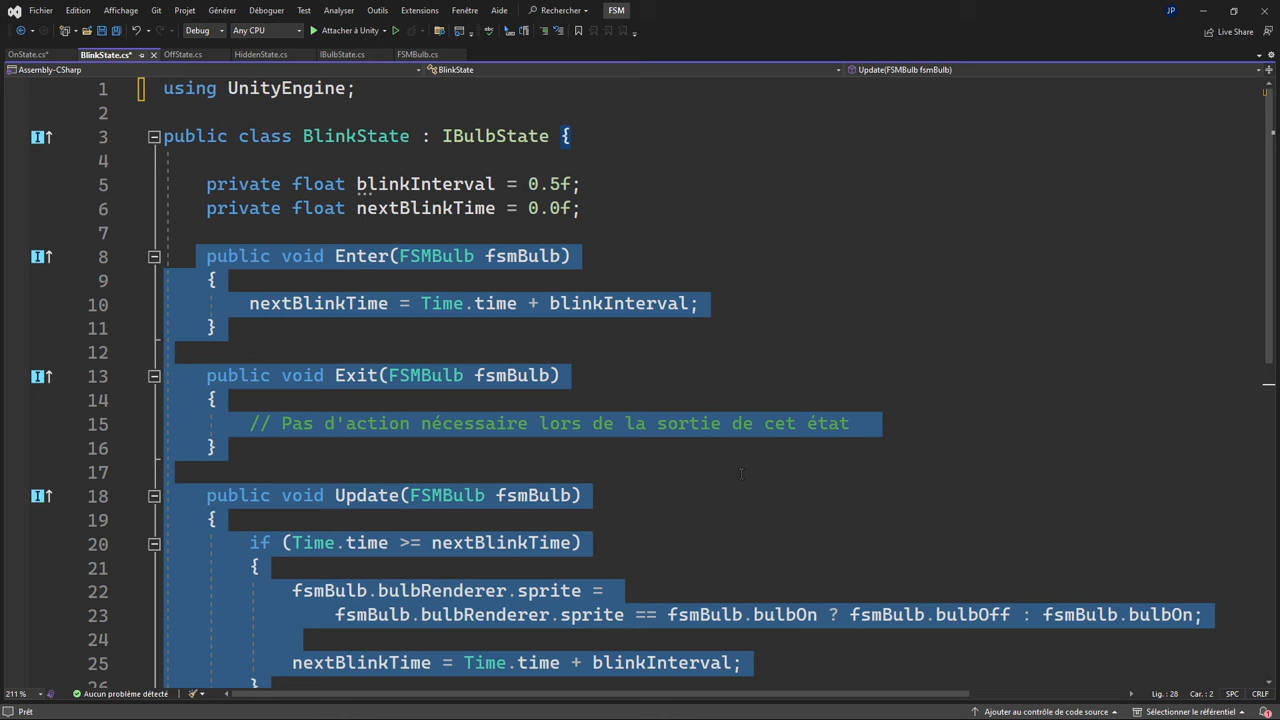 Fichier Edition Affichage Git Projet Générer Déboguer Test Analyser Outils Extensions Fenêtre Aide Rechercher FSM JP
Debug Any CPU Attacher à Unity Live Share
OnState.cs* BlinkState.cs* OffState.cs HiddenState.cs IBulbState.cs FSMBulb.cs
Assembly-CSharp BlinkState Update(FSMBulb fsmBulb)
1 using UnityEngine;
2
3 public class BlinkState : IBulbState {
4
5 private float blinkInterval = 0.5f;
6 private float nextBlinkTime = 0.0f;
7
8 public void Enter(FSMBulb fsmBulb)
9 {
10 nextBlinkTime = Time.time + blinkInterval;
11 }
12
13 public void Exit(FSMBulb fsmBulb)
14 {
15 // Pas d'action nécessaire lors de la sortie de cet état
16 }
17
18 public void Update(FSMBulb fsmBulb)
19 {
20 if (Time.time >= nextBlinkTime)
21 {
22 fsmBulb.bulbRenderer.sprite =
23 fsmBulb.bulbRenderer.sprite == fsmBulb.bulbOn ? fsmBulb.bulbOff : fsmBulb.bulbOn;
24
25 nextBlinkTime = Time.time + blinkInterval;
26 }
211 % Aucun problème détecté Lig. : 28 Car. : 2 SPC CRLF
Prêt Ajouter au contrôle de code source Sélectionner le référentiel